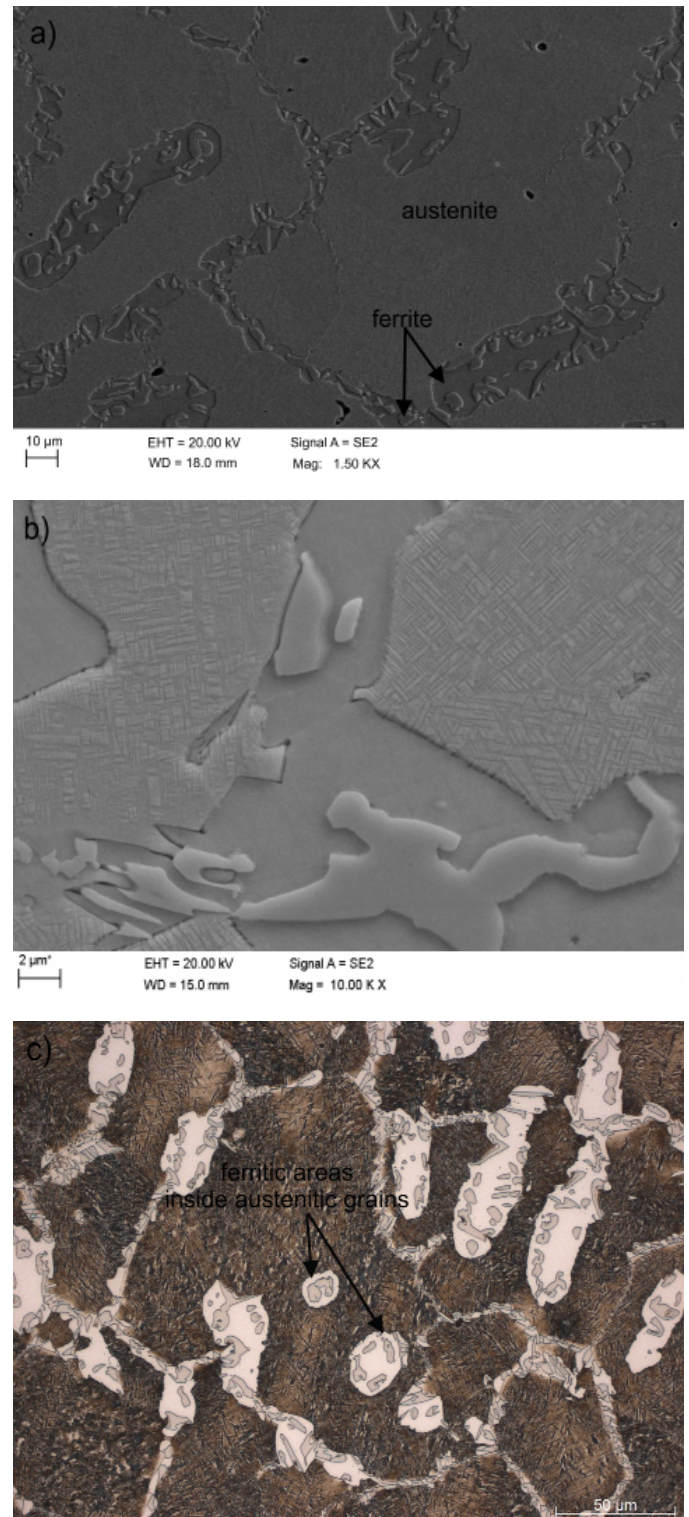 a)
austenite
ferrite
10 µm
EHT = 20.00 kV
Signal A = SE2
WD = 18.0 mm
Mag: 1.50 KX
b)
2 µm*
EHT = 20.00 kV
Signal A = SE2
WD = 15.0 mm
Mag = 10.00 K X
c)
ferritic areas
inside austenitic grains
50 µm